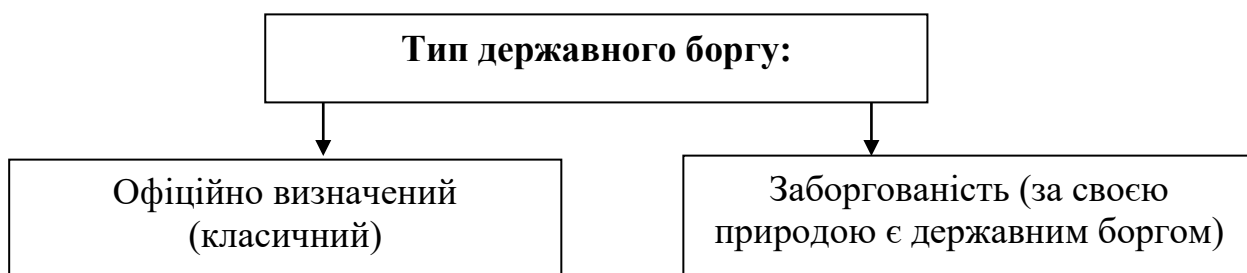 Тип державного боргу:
Офіційно визначений
(класичний)
Заборгованість (за своєю
природою є державним боргом)